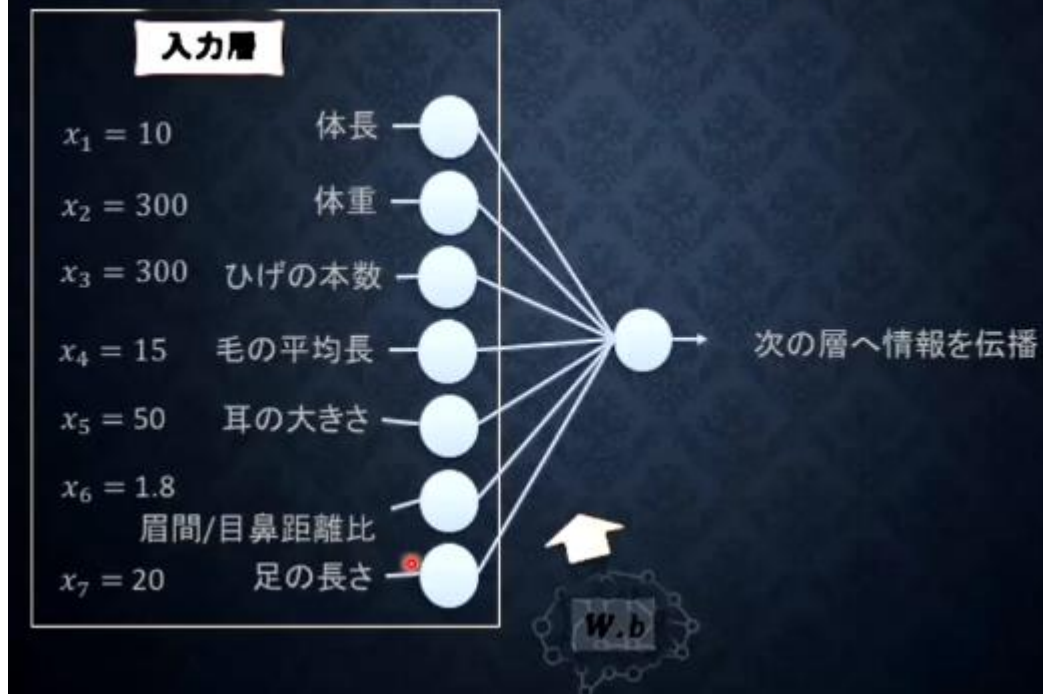 入力層
x₁ = 10 体長
x₂ = 300 体重
x₃ = 300 ひげの本数
x₄ = 15 毛の平均長
次の層へ情報を伝播
x₅ = 50 耳の大きさ
x₆ = 1.8
眉間/目鼻距離比
x₇ = 20 足の長さ
W.b